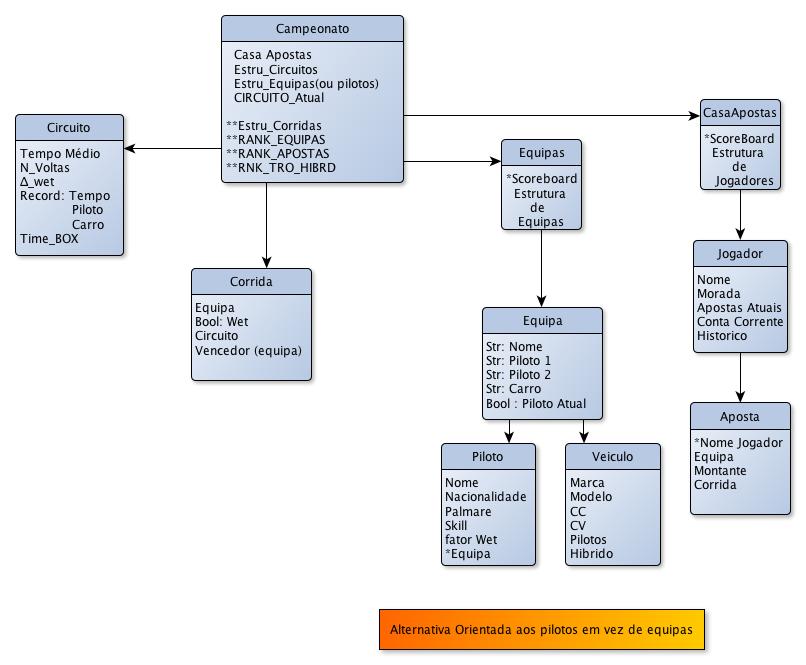 Campeonato
Casa Apostas
Estru_Circuitos
Estru_Equipas(ou pilotos)
CIRCUITO_Atual
**Estru_Corridas
**RANK_EQUIPAS
**RANK_APOSTAS
**RNK_TRO_HIBRD
Circuito
Tempo Médio
N_Voltas
Δ_wet
Record: Tempo
Piloto
Carro
Time_BOX
Corrida
Equipa
Bool: Wet
Circuito
Vencedor (equipa)
Equipas
*Scoreboard
Estrutura
de
Equipas
Equipa
Str: Nome
Str: Piloto 1
Str: Piloto 2
Str: Carro
Bool : Piloto Atual
Piloto
Nome
Nacionalidade
Palmare
Skill
fator Wet
*Equipa
Veiculo
Marca
Modelo
CC
CV
Pilotos
Hibrido
CasaApostas
*ScoreBoard
Estrutura
de
Jogadores
Jogador
Nome
Morada
Apostas Atuais
Conta Corrente
Historico
Aposta
*Nome Jogador
Equipa
Montante
Corrida
Alternativa Orientada aos pilotos em vez de equipas